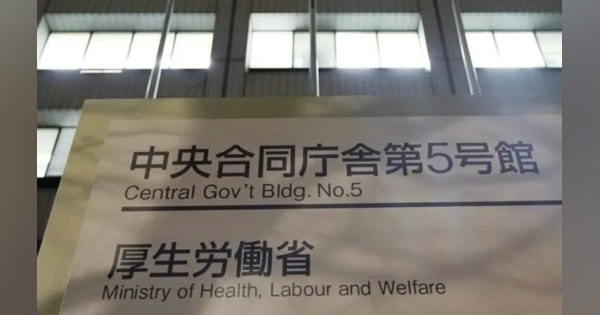 中央合同庁舎第5号館
Central Gov't Bldg. No.5
厚生労働省
Ministry of Health, Labour and Welfare